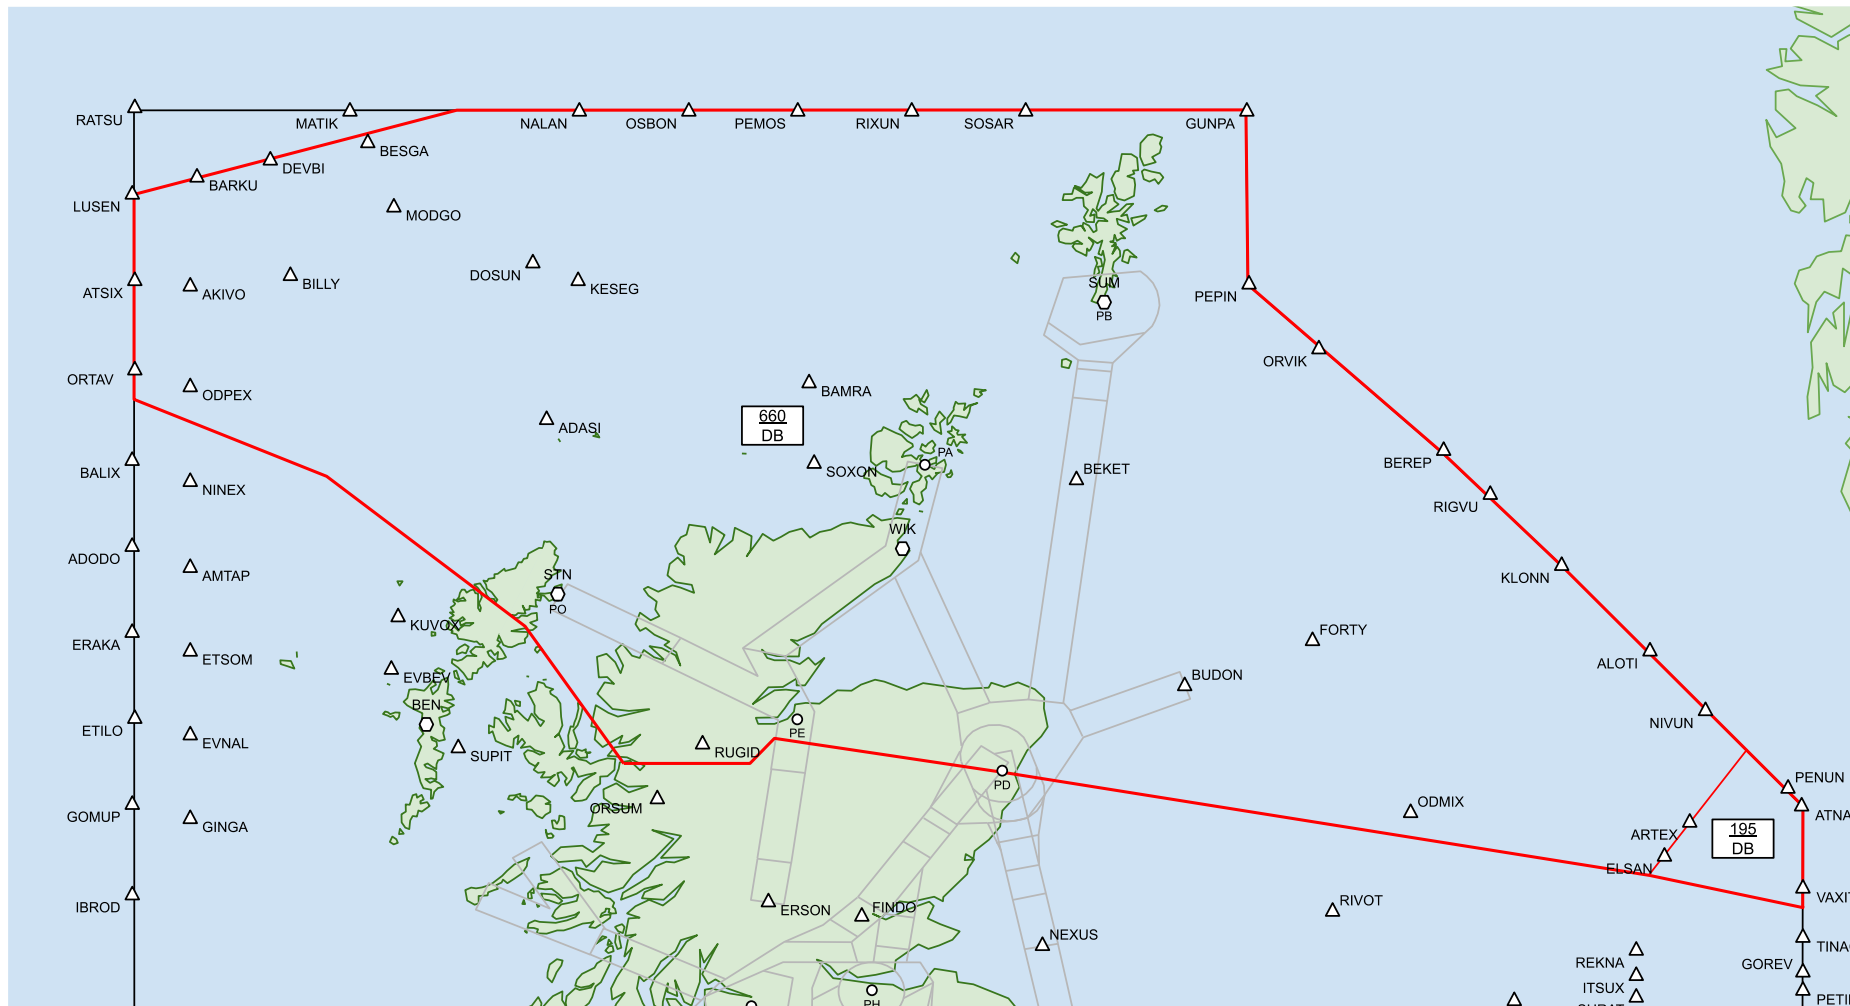 RATSU
MATIK
NALAN
OSBON
PEMOS
RIXUN
SOSAR
GUNPA
BESGA
DEVBI
BARKU
LUSEN
MODGO
DOSUN
KESEG
BILLY
AKIVO
ATSIX
SUM
PB
PEPIN
ORVIK
ORTAV
ODPEX
BAMRA
660
DB
ADASI
SOXON
PA
BEKET
BEREP
BALIX
NINEX
RIGVU
WIK
ADODO
AMTAP
STN
PO
KLONN
KUVOX
FORTY
ERAKA
ETSOM
EVBEV
ALOTI
BUDON
BEN
NIVUN
ETILO
EVNAL
SUPIT
RUGID
PE
PD
PENUN
ODMIX
ORSUM
GOMUP
GINGA
ATNA
ARTEX
195
DB
ELSAN
VAXIT
IBROD
ERSON
FINDO
RIVOT
NEXUS
TINA
REKNA
GOREV
ITSUX
PETI
PH